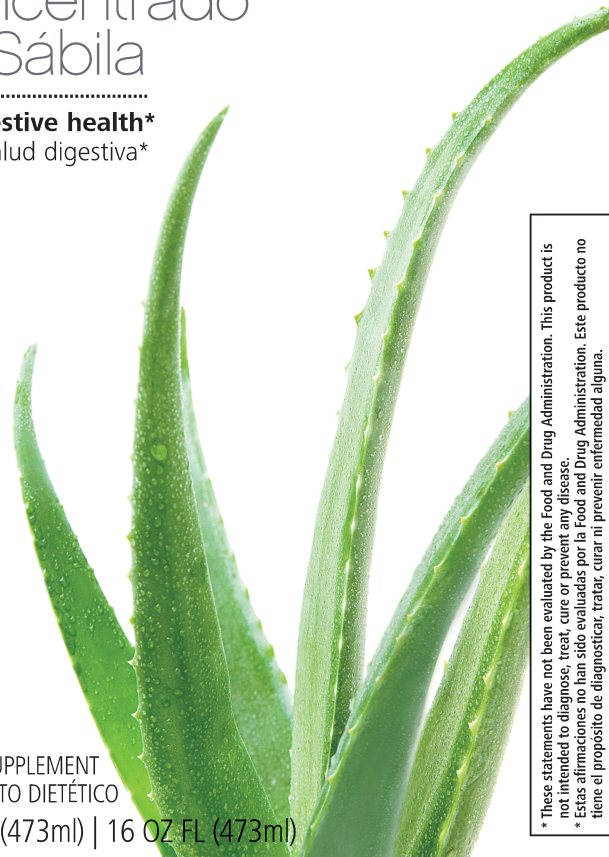 ncentrado
Sábila
estive health*
alud digestiva*
UPPLEMENT
TO DIETÉTICO
(473ml) | 16 OZ FL (473ml)
* These statements have not been evaluated by the Food and Drug Administration. This product is
not intended to diagnose, treat, cure or prevent any disease.
* Estas afirmaciones no han sido evaluadas por la Food and Drug Administration. Este producto no
tiene el propósito de diagnosticar, tratar, curar ni prevenir enfermedad alguna.